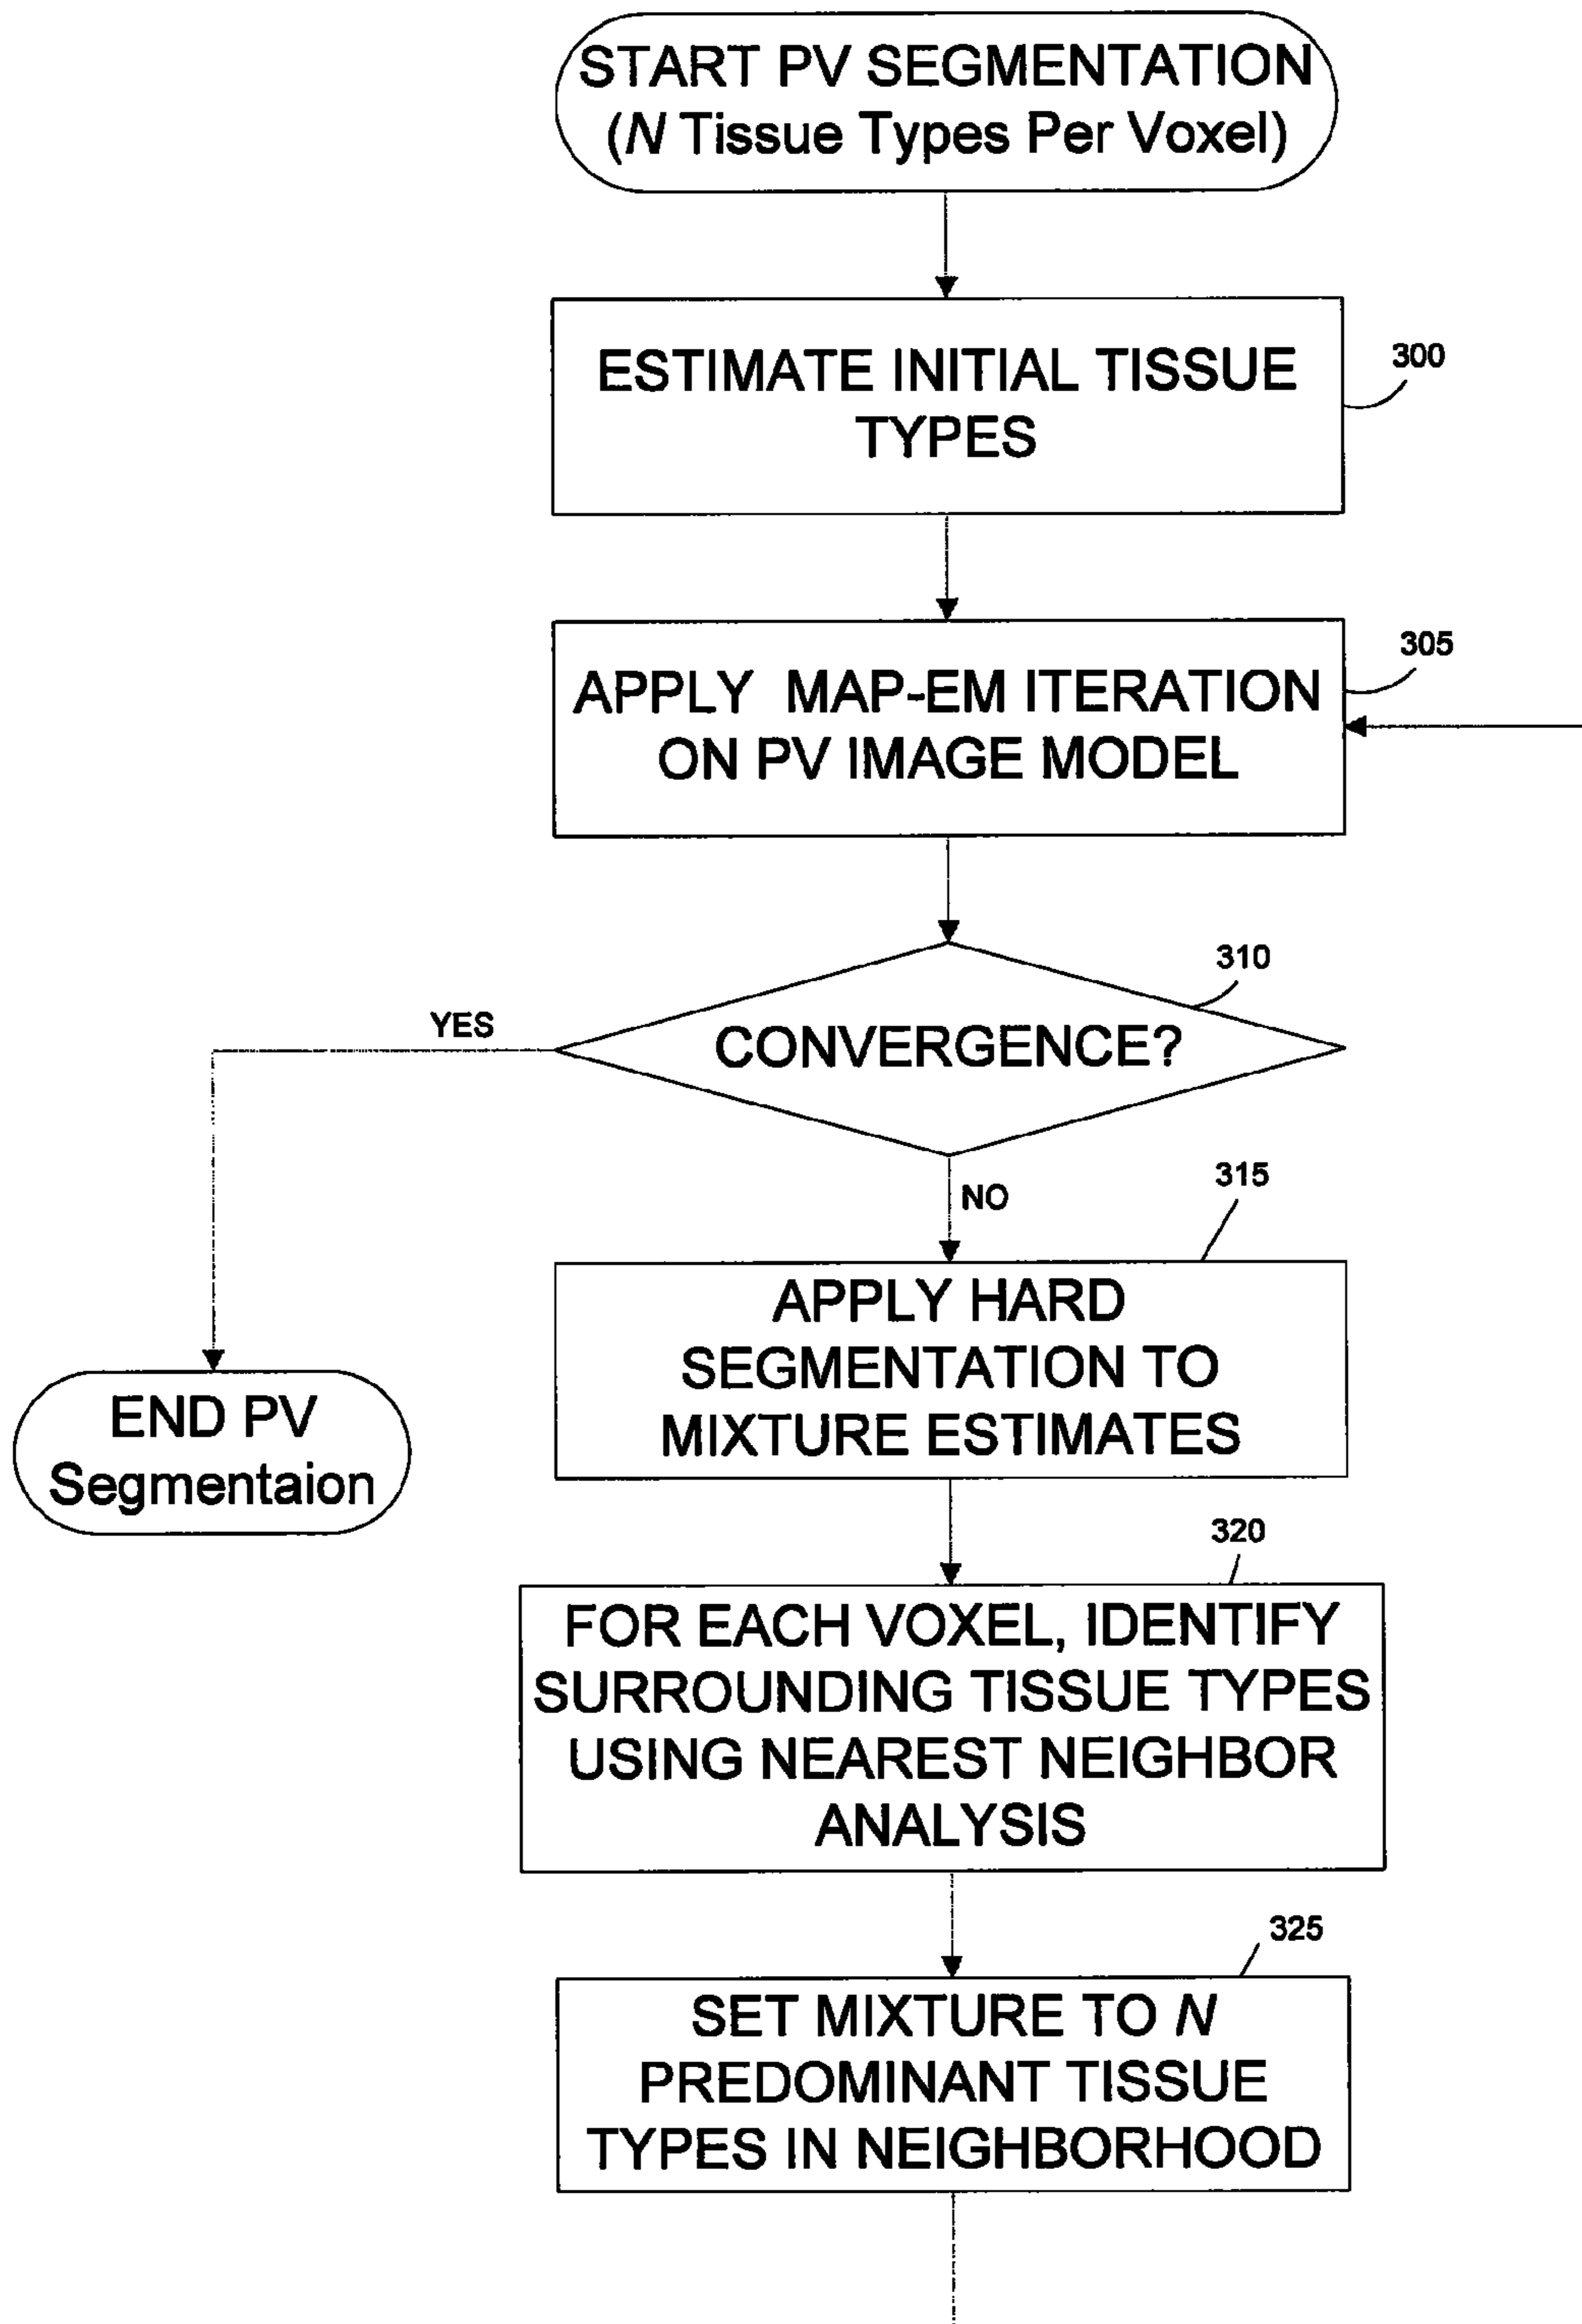 START PV SEGMENTATION
(N Tissue Types Per Voxel)
ESTIMATE INITIAL TISSUE
TYPES
300
APPLY MAP-EM ITERATION
ON PV IMAGE MODEL
305
310
CONVERGENCE?
YES
NO
END PV
Segmentaion
315
APPLY HARD
SEGMENTATION TO
MIXTURE ESTIMATES
320
FOR EACH VOXEL, IDENTIFY
SURROUNDING TISSUE TYPES
USING NEAREST NEIGHBOR
ANALYSIS
325
SET MIXTURE TO N
PREDOMINANT TISSUE
TYPES IN NEIGHBORHOOD